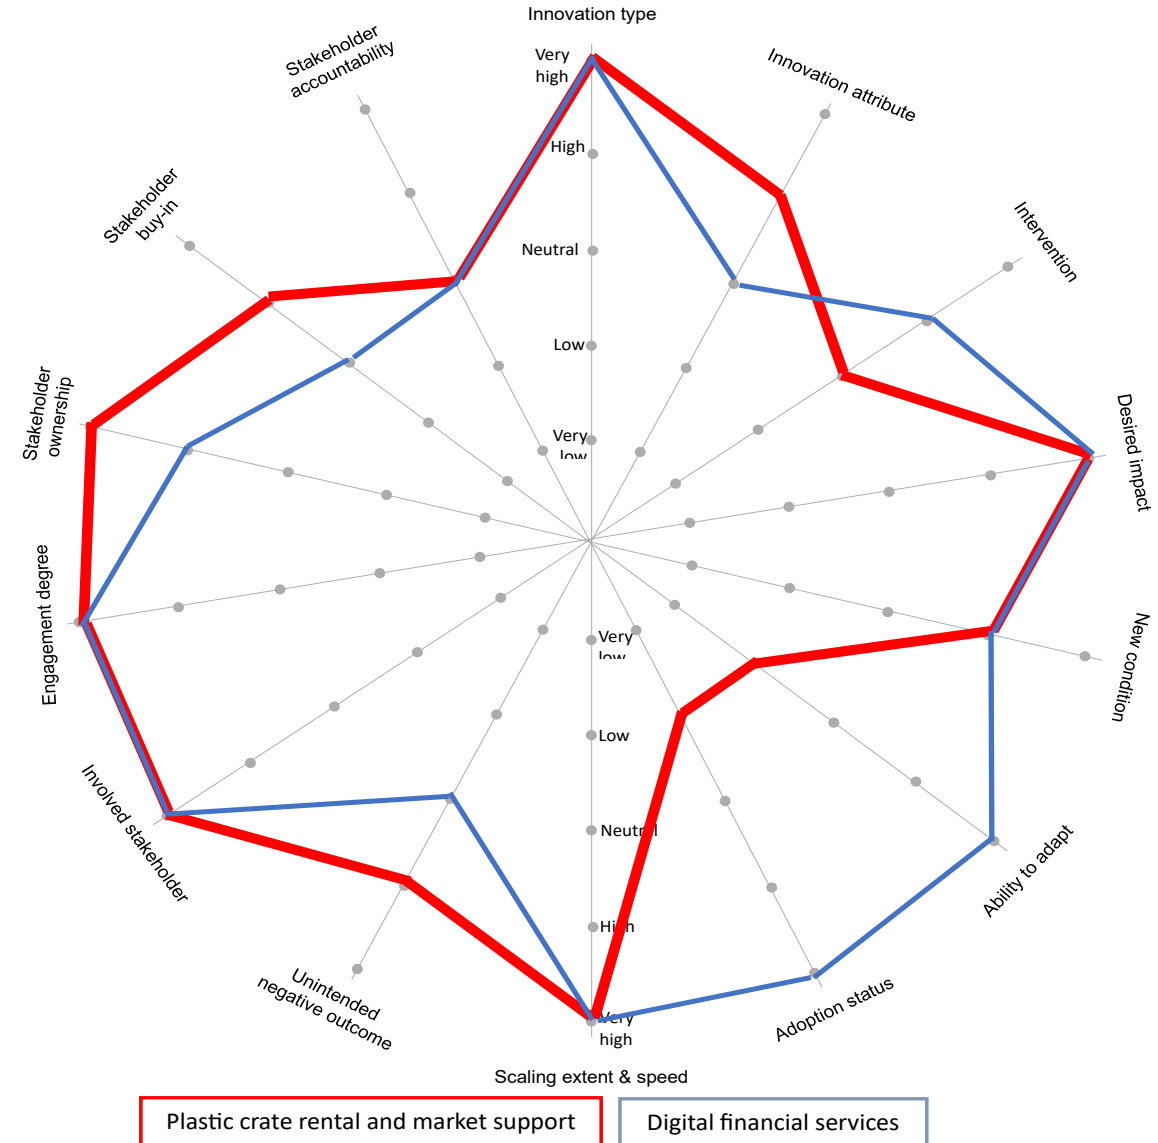 Innovation type
Stakeholder
accountability
Very
high
Innovation attribute
High
Stakeholder
buy-in
Intervention
Neutral
Low
Stakeholder
ownership
Desired impact
Very
low
Engagement degree
New condition
Very
low
Low
Involved stakeholder
Neutral
Ability to adapt
High
Unintended
negative outcome
Adoption status
Very
high
Scaling extent & speed
Plastic crate rental and market support
Digital financial services